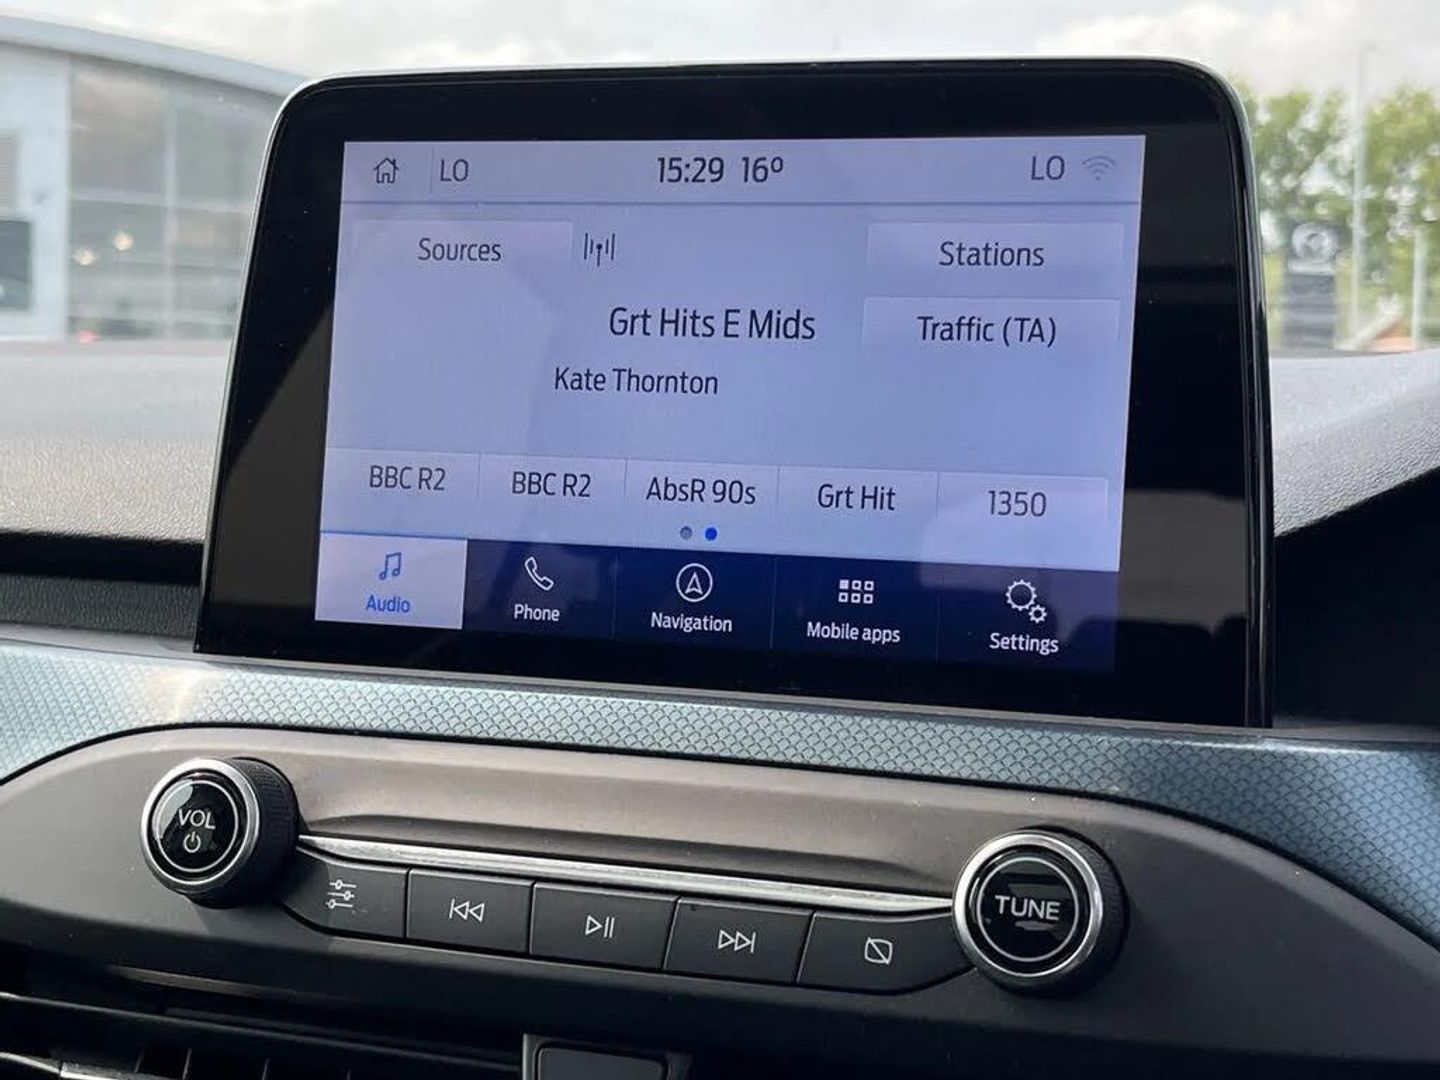 LO 15:29 16º LO
Sources Stations
Grt Hits E Mids Traffic (TA)
Kate Thornton
BBC R2 BBC R2 AbsR 90s Grt Hit 1350
Audio Phone Navigation Mobile apps Settings
VOL
TUNE